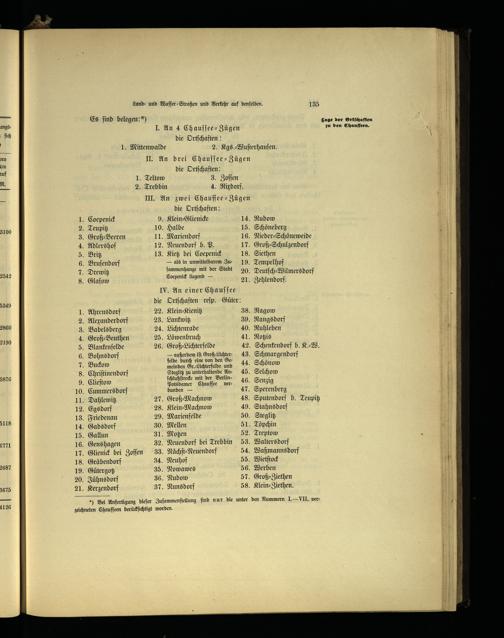 Land- und Wasser-Straßen und Verkehr auf denselben. 135
Es sind belegen:*)
Lage der Ortschaften
zu den Chausseen.
I. An 4 Chaussee-Zügen
die Ortschaften:
1. Mittenwalde 2. Kgs.-Wusterhausen.
II. An drei Chaussee-Zügen
die Ortschaften:
1. Teltow 3. Zossen
2. Trebbin 4. Rixdorf.
III. An zwei Chaussee-Zügen
die Ortschaften:
1. Coepenick
2. Teupitz
3. Groß-Beeren
4. Adlershof
5. Britz
6. Brusendorf
7. Drewitz
8. Glasow
9. Klein-Glienicke
10. Halbe
11. Mariendorf
12. Neuendorf b. P.
13. Kietz bei Coepenick
— als in unmittelbarem Zu-
sammenhange mit der Stadt
Coepenick liegend —
14. Rudow
15. Schöneberg
16. Nieder-Schöneweide
17. Groß-Schulzendorf
18. Siethen
19. Tempelhof
20. Deutsch-Wilmersdorf
21. Zehlendorf.
IV. An einer Chaussee
die Ortschaften resp. Güter:
1. Ahrensdorf
2. Alexanderdorf
3. Babelsberg
4. Groß-Beuthen
5. Blankenfelde
6. Bohnsdorf
7. Buckow
8. Christinendorf
9. Cliestow
10. Cummersdorf
11. Dahlewitz
12. Egsdorf
13. Friedenau
14. Gadsdorf
15. Gallun
16. Genshagen
17. Glienick bei Zossen
18. Gröbendorf
19. Gütergotz
20. Jühnsdorf
21. Kerzendorf
22. Klein-Kienitz
23. Lankwitz
24. Lichtenrade
25. Löwenbruch
26. Groß-Lichterfelde
— außerdem ist Groß-Lichter-
felde durch eine von den Ge-
meinden Gr.-Lichterfelde und
Steglitz zu unterhaltende An-
schlußstrecke mit der Berlin-
Potsdamer Chaussee ver-
bunden —
27. Groß-Machnow
28. Klein-Machnow
29. Marienfelde
30. Mellen
31. Motzen
32. Neuendorf bei Trebbin
33. Nächst-Neuendorf
34. Neuhof
35. Nowawes
36. Nudow
37. Nunsdorf
38. Ragow
39. Rangsdorf
40. Ruhleben
41. Rotzis
42. Schenkendorf b. K.-W.
43. Schmargendorf
44. Schönow
45. Selchow
46. Senzig
47. Sperenberg
48. Sputendorf b. Teupitz
49. Stahnsdorf
50. Steglitz
51. Töpchin
52. Treptow
53. Waltersdorf
54. Waßmannsdorf
55. Wietstock
56. Werben
57. Groß-Ziethen
58. Klein-Ziethen.
*) Bei Anfertigung dieser Zusammenstellung sind nur die unter den Nummern I.—VII. ver-
zeichneten Chausseen berücksichtigt worden.